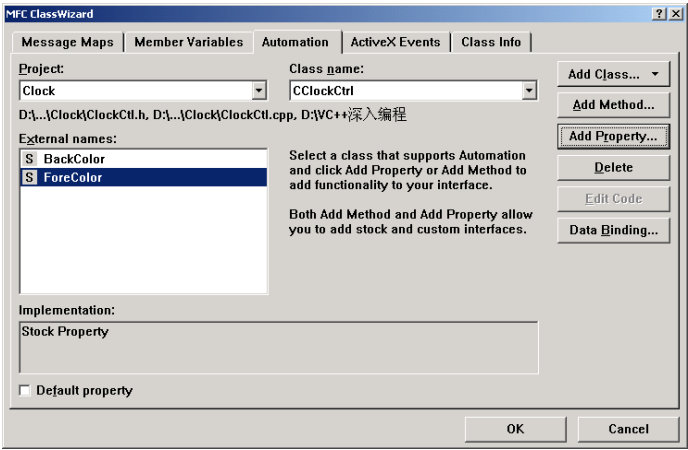 MFC ClassWizard
Message Maps Member Variables Automation ActiveX Events Class Info
Project: Class name:
Clock CClockCtrl
Add Class...
D:\...\Clock\ClockCtl.h, D:\...\Clock\ClockCtl.cpp, D:\VC++深入编程
Add Method...
External names:
Add Property...
S BackColor
S ForeColor
Select a class that supports Automation
and click Add Property or Add Method to
add functionality to your interface.
Delete
Edit Code
Both Add Method and Add Property allow
you to add stock and custom interfaces.
Data Binding...
Implementation:
Stock Property
Default property
OK Cancel